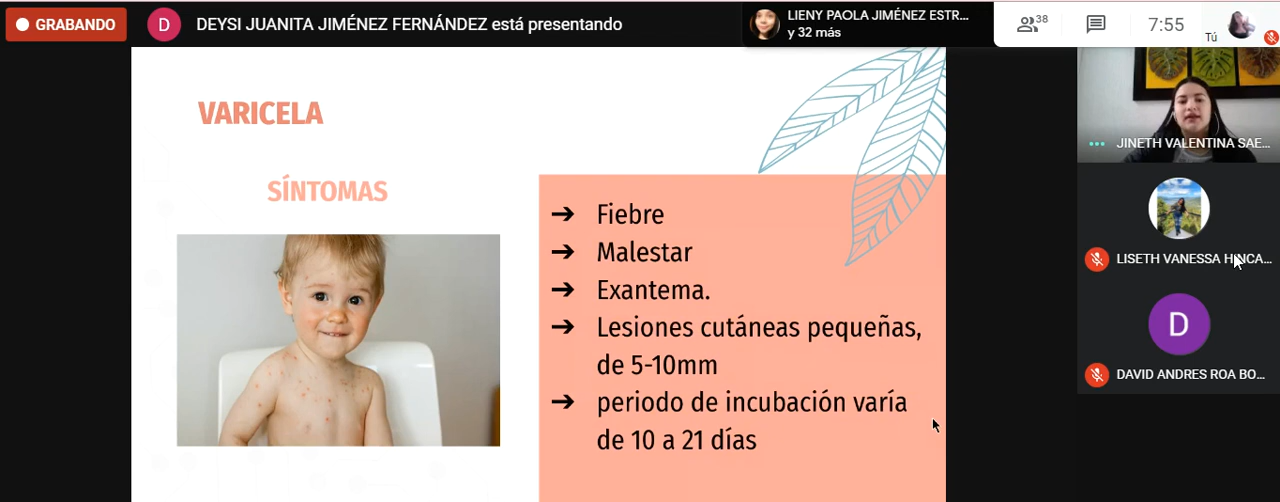 GRABANDO
D
DEYSI JUANITA JIMÉNEZ FERNÁNDEZ está presentando
LIENY PAOLA JIMÉNEZ ESTR...
y 32 más
38
7:55
Tú
VARICELA
SÍNTOMAS
➔ Fiebre
➔ Malestar
➔ Exantema.
➔ Lesiones cutáneas pequeñas,
de 5-10mm
➔ periodo de incubación varía
de 10 a 21 días
JINETH VALENTINA SAE...
LISETH VANESSA HINCA...
D
DAVID ANDRES ROA BO...